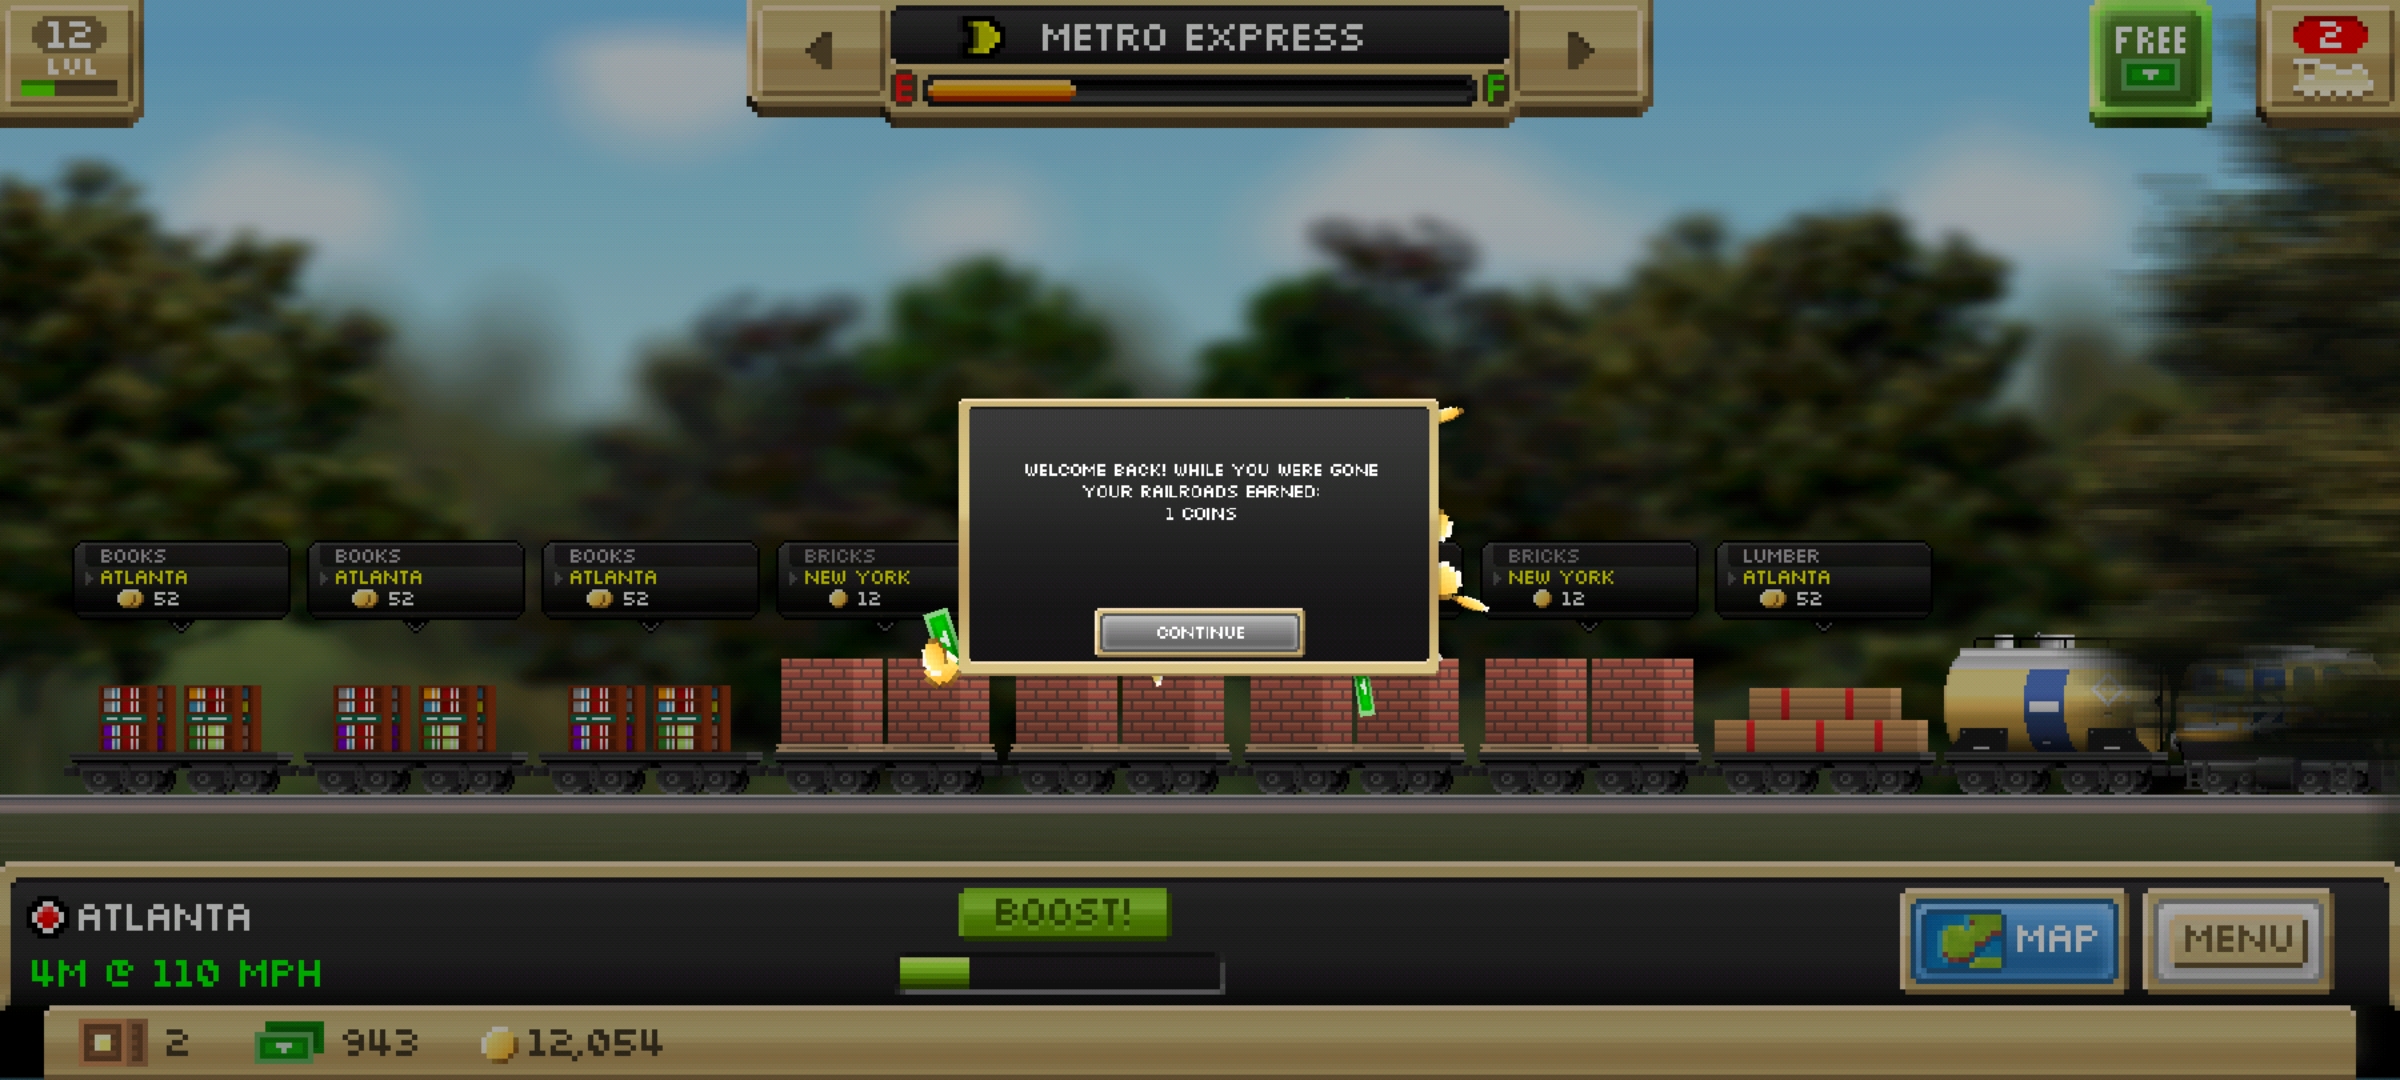 12
LVL
METRO EXPRESS
E
F
FREE
2
WELCOME BACK! WHILE YOU WERE GONE
YOUR RAILROADS EARNED:
1 COINS
CONTINUE
BOOKS
ATLANTA
52
BOOKS
ATLANTA
52
BOOKS
ATLANTA
52
BRICKS
NEW YORK
12
BRICKS
NEW YORK
12
LUMBER
ATLANTA
52
ATLANTA
4M @ 110 MPH
BOOST!
MAP
MENU
2
943
12,054